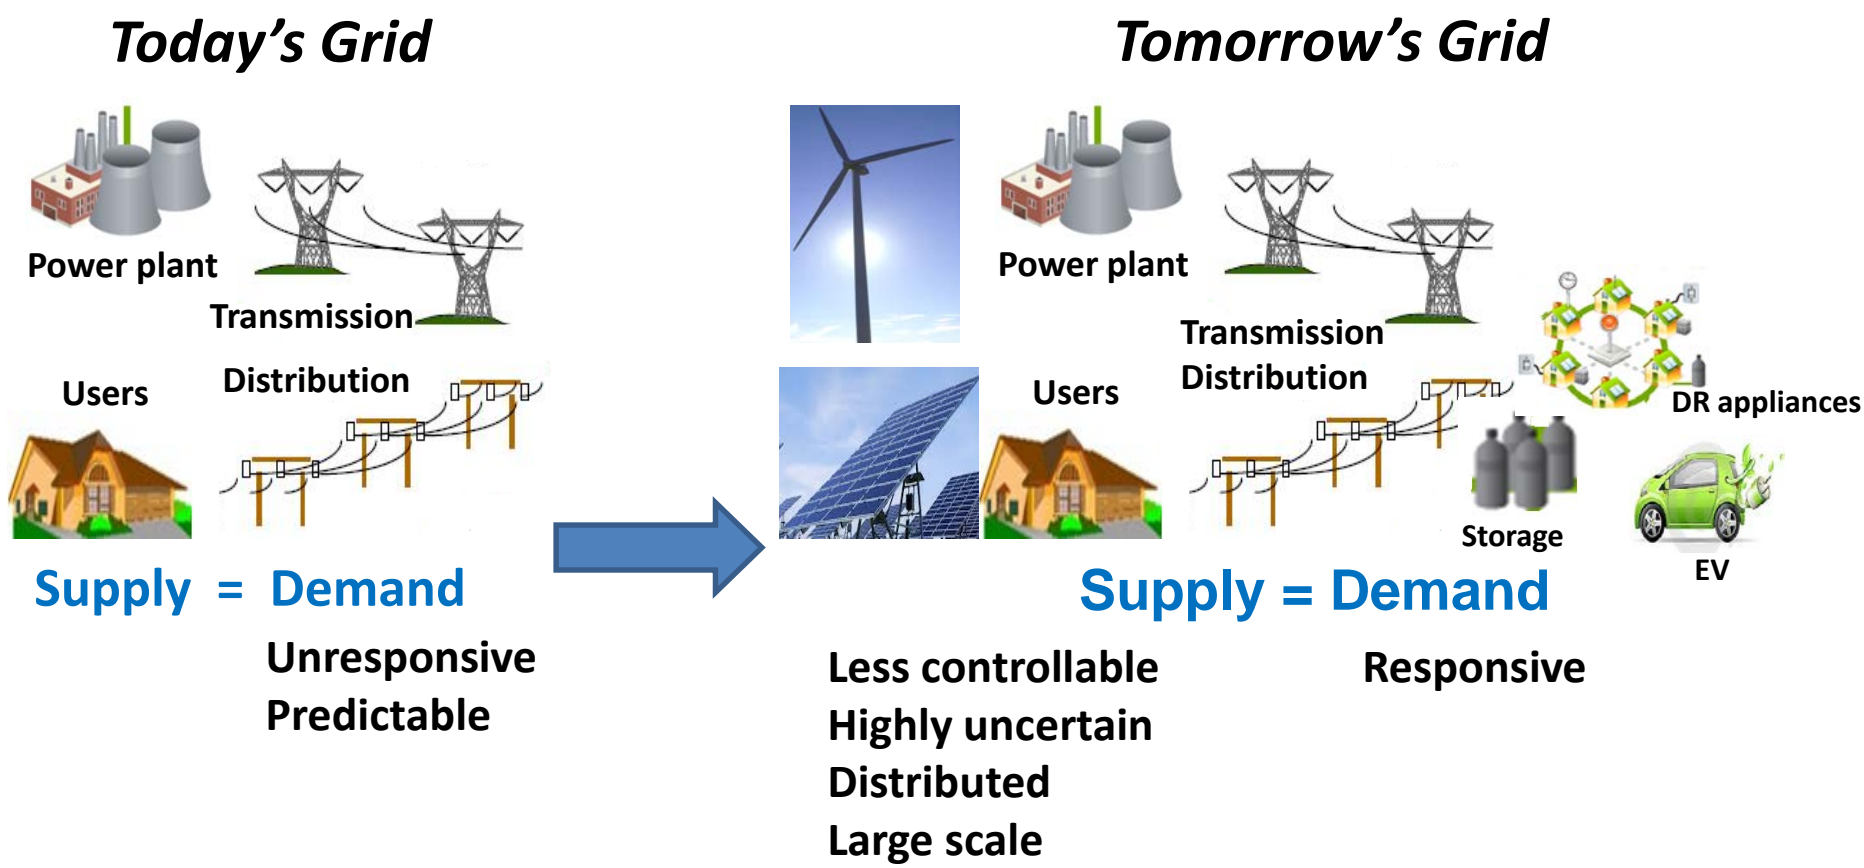 Today's Grid
Power plant
Transmission
Distribution
Users
Supply = Demand
Unresponsive
Predictable
Tomorrow's Grid
Power plant
Transmission
Distribution
Users
DR appliances
Storage
EV
Supply = Demand
Less controllable
Highly uncertain
Distributed
Large scale
Responsive